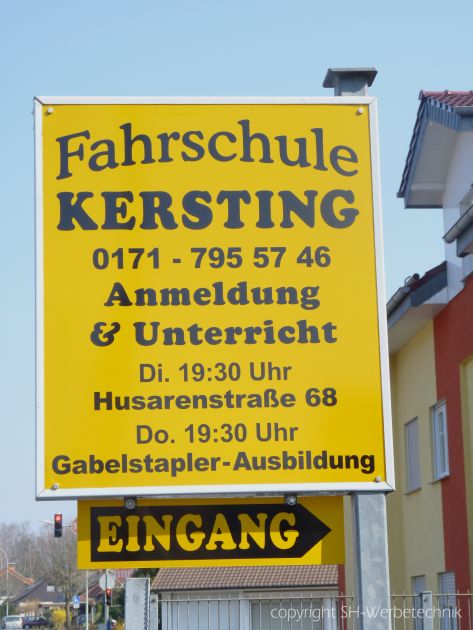 Fahrschule
KERSTING
0171 - 795 57 46
Anmeldung
& Unterricht
Di. 19:30 Uhr
Husarenstraße 68
Do. 19:30 Uhr
Gabelstapler-Ausbildung
EINGANG
copyright SH-Werbetechnik